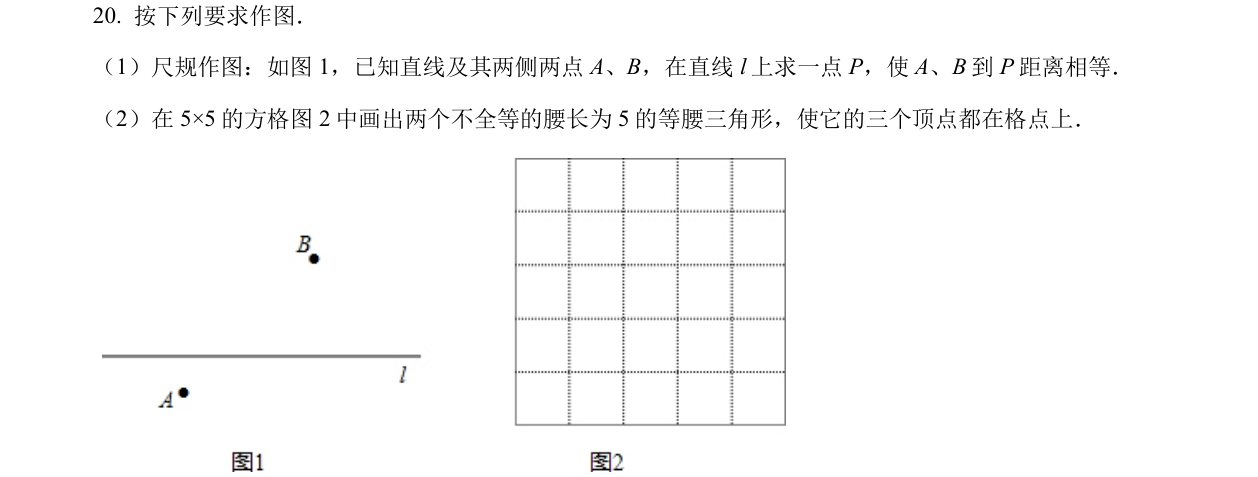 20. 按下列要求作图．
（1）尺规作图：如图 1，已知直线及其两侧两点 A、B，在直线 l 上求一点 P，使 A、B 到 P 距离相等．
（2）在 5×5 的方格图 2 中画出两个不全等的腰长为 5 的等腰三角形，使它的三个顶点都在格点上．
B
l
A
图1
图2